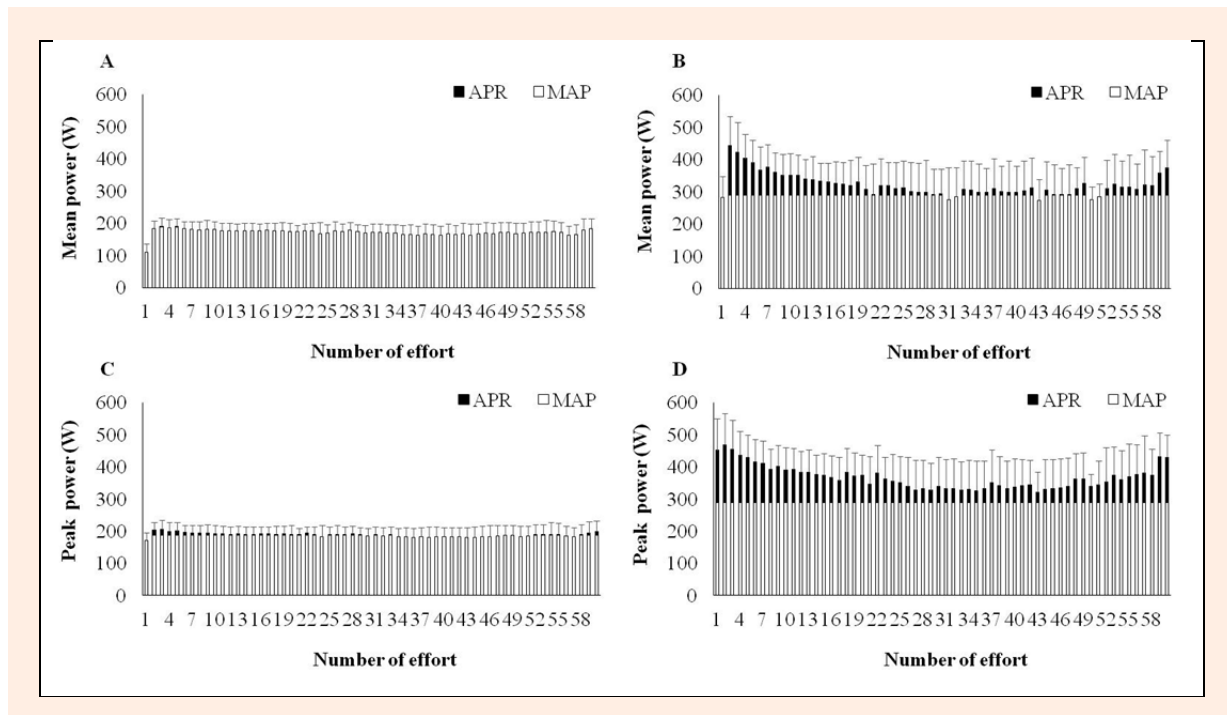 A
■ APR □ MAP
Mean power (W)
600
500
400
300
200
100
0
1 4 7 10 13 16 19 22 25 28 31 34 37 40 43 46 49 52 55 58
Number of effort
B
■ APR □ MAP
Mean power (W)
600
500
400
300
200
100
0
1 4 7 10 13 16 19 22 25 28 31 34 37 40 43 46 49 52 55 58
Number of effort
C
■ APR □ MAP
Peak power (W)
600
500
400
300
200
100
0
1 4 7 10 13 16 19 22 25 28 31 34 37 40 43 46 49 52 55 58
Number of effort
D
■ APR □ MAP
Peak power (W)
600
500
400
300
200
100
0
1 4 7 10 13 16 19 22 25 28 31 34 37 40 43 46 49 52 55 58
Number of effort